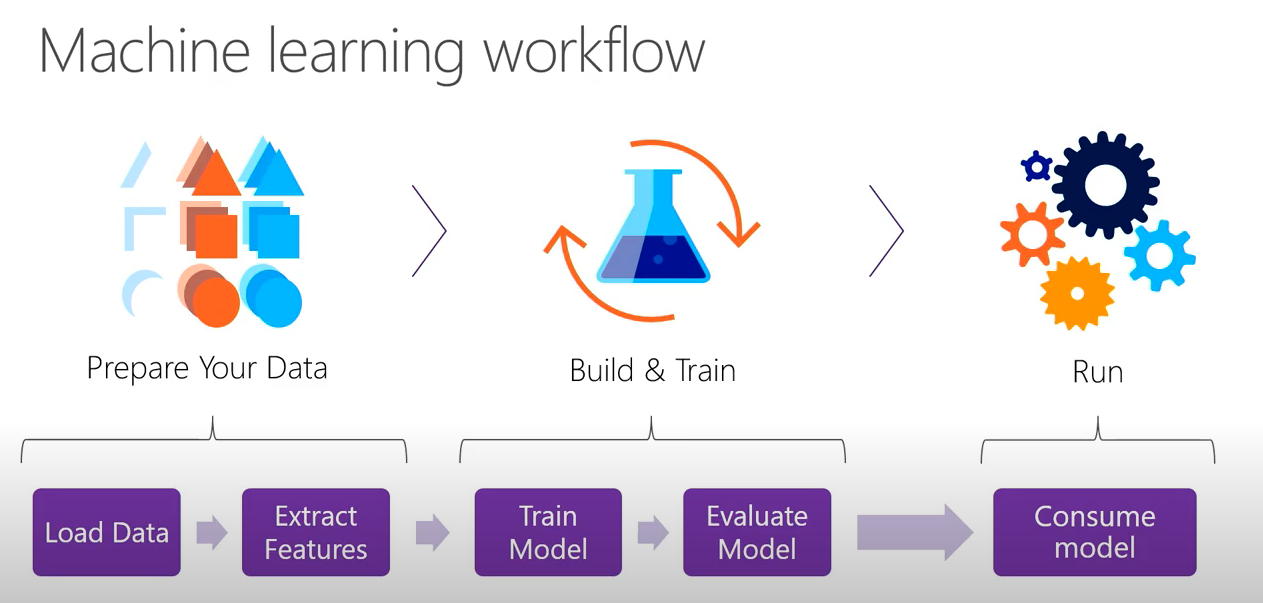 Machine learning workflow
Prepare Your Data
Build & Train
Run
Load Data
Extract
Features
Train
Model
Evaluate
Model
Consume
model